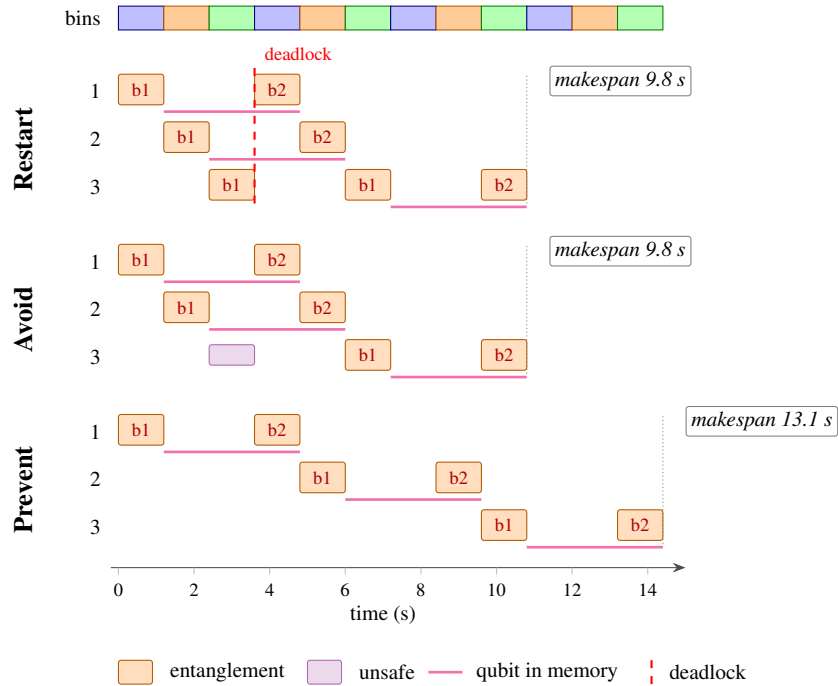 bins
deadlock
Restart
1 b1 b2 makespan 9.8 s
2 b1 b2
3 b1 b1 b2
Avoid
1 b1 b2 makespan 9.8 s
2 b1 b2
3 b1 b2
Prevent
1 b1 b2 makespan 13.1 s
2 b1 b2
3 b1 b2
0 2 4 6 8 10 12 14
time (s)
entanglement unsafe qubit in memory deadlock